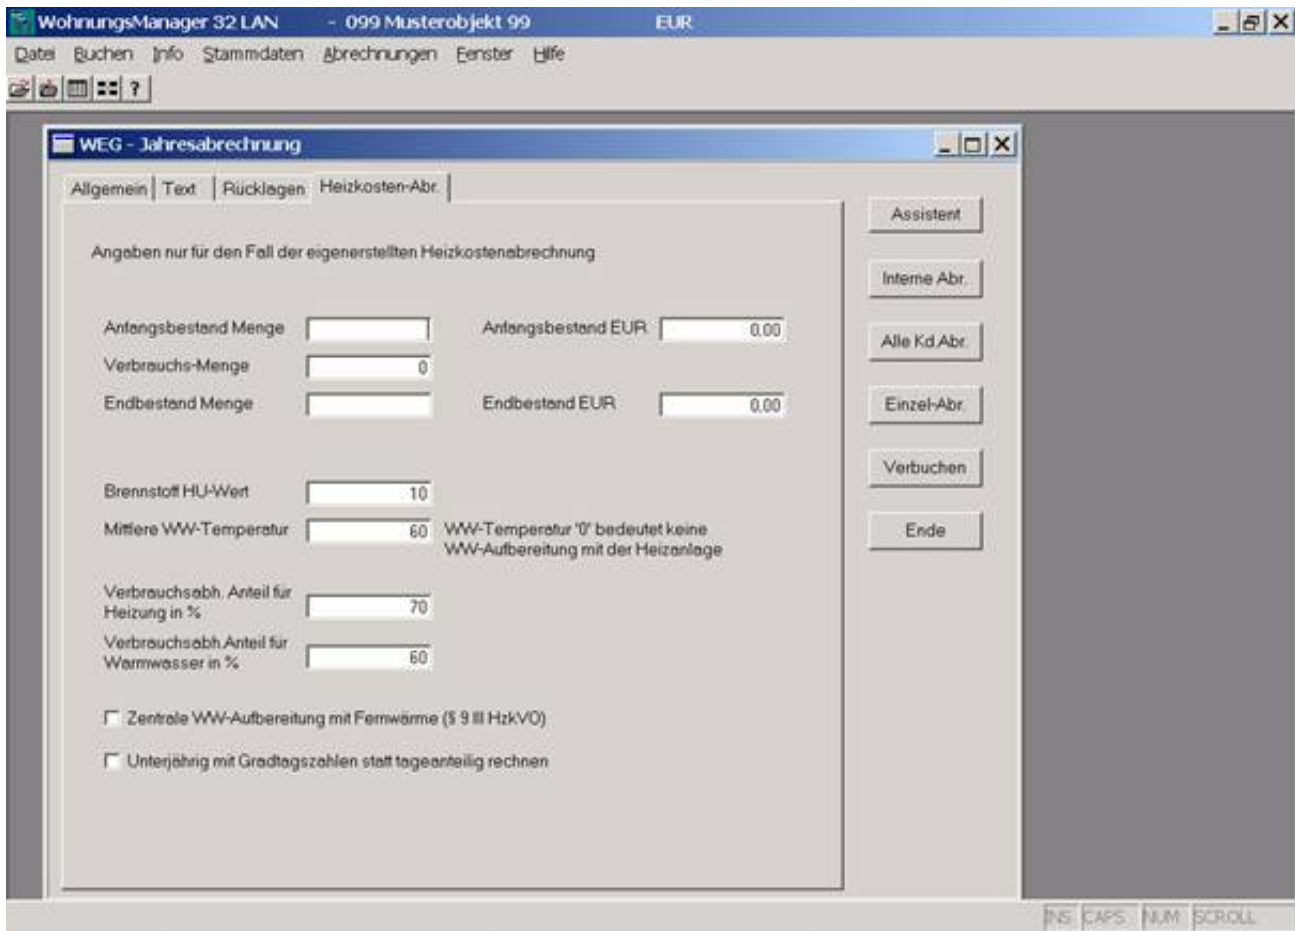 WohnungsManager 32 LAN - 099 Musterobjekt 99 EUR
Datei Buchen Info Stammdaten Abrechnungen Fenster Hilfe
?
WEG - Jahresabrechnung
Allgemein Text Rücklagen Heizkosten-Abr.
Assistent
Angaben nur für den Fall der eigenerstellten Heizkostenabrechnung
Interne Abr.
Anfangsbestand Menge Anfangsbestand EUR 0,00
Alle Kd.Abr.
Verbrauchs-Menge 0
Endbestand Menge Endbestand EUR 0,00
Einzel-Abr.
Verbuchen
Brennstoff HU-Wert 10
Mittlere WW-Temperatur 60 WW-Temperatur '0' bedeutet keine
WW-Aufbereitung mit der Heizanlage
Ende
Verbrauchsabh. Anteil für
Heizung in % 70
Verbrauchsabh.Anteil für
Warmwasser in % 60
Zentrale WW-Aufbereitung mit Fernwärme (§ 9 III HzkVO)
Unterjährig mit Gradtagszahlen statt tageanteilig rechnen
INS CAPS NUM SCROLL